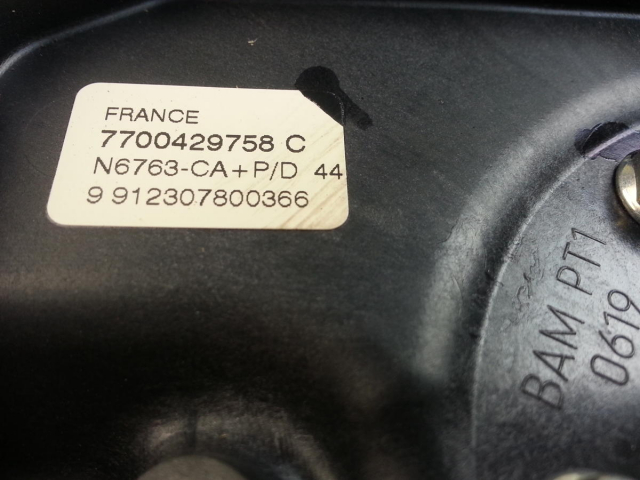 FRANCE
7700429758 C
N6763-CA+P/D 44
9 912307800366
BAM PT1
0619